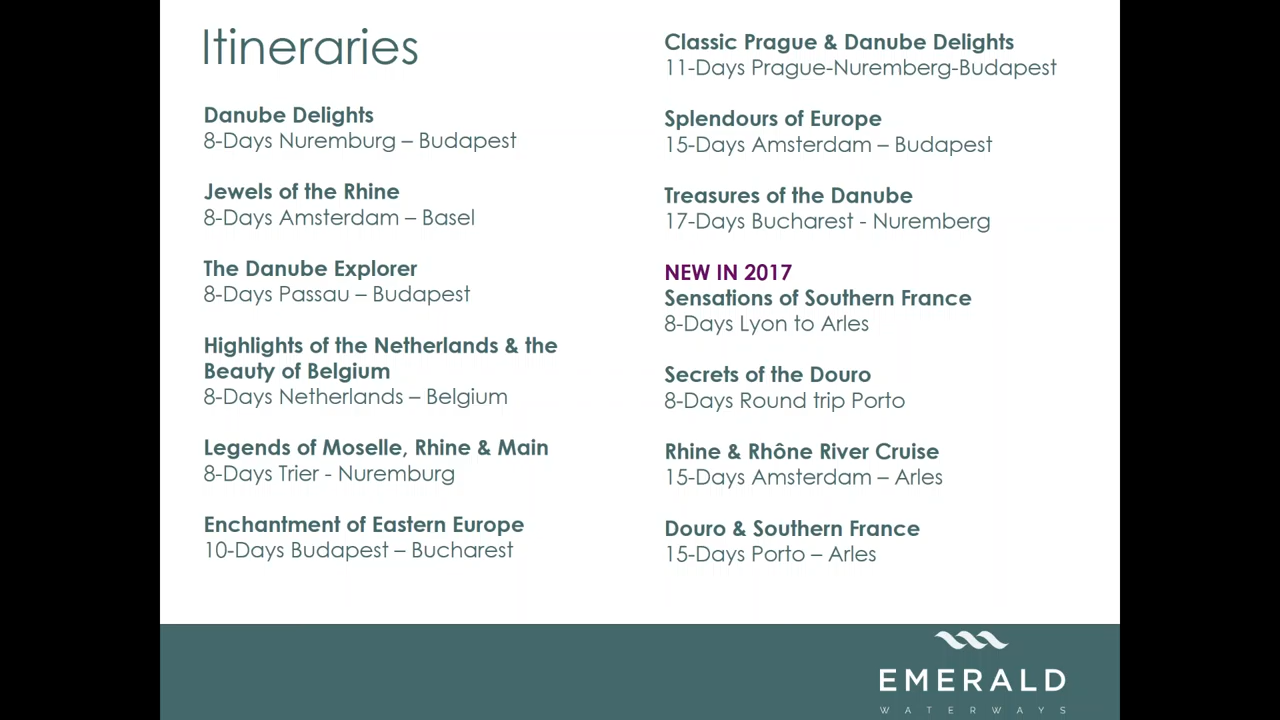 Itineraries
Danube Delights
8-Days Nuremburg – Budapest
Jewels of the Rhine
8-Days Amsterdam – Basel
The Danube Explorer
8-Days Passau – Budapest
Highlights of the Netherlands & the
Beauty of Belgium
8-Days Netherlands – Belgium
Legends of Moselle, Rhine & Main
8-Days Trier - Nuremburg
Enchantment of Eastern Europe
10-Days Budapest – Bucharest
Classic Prague & Danube Delights
11-Days Prague-Nuremberg-Budapest
Splendours of Europe
15-Days Amsterdam – Budapest
Treasures of the Danube
17-Days Bucharest - Nuremberg
NEW IN 2017
Sensations of Southern France
8-Days Lyon to Arles
Secrets of the Douro
8-Days Round trip Porto
Rhine & Rhône River Cruise
15-Days Amsterdam – Arles
Douro & Southern France
15-Days Porto – Arles
EMERALD
WATERWAYS